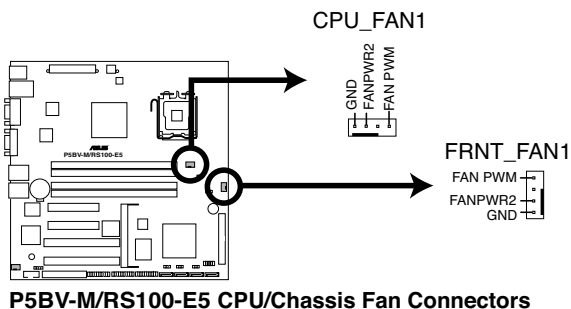 CPU_FAN1
GND
FANPWR2
FAN PWM
ASUS
P5BV-M/RS100-E5
FRNT_FAN1
FAN PWM
FANPWR2
GND
P5BV-M/RS100-E5 CPU/Chassis Fan Connectors